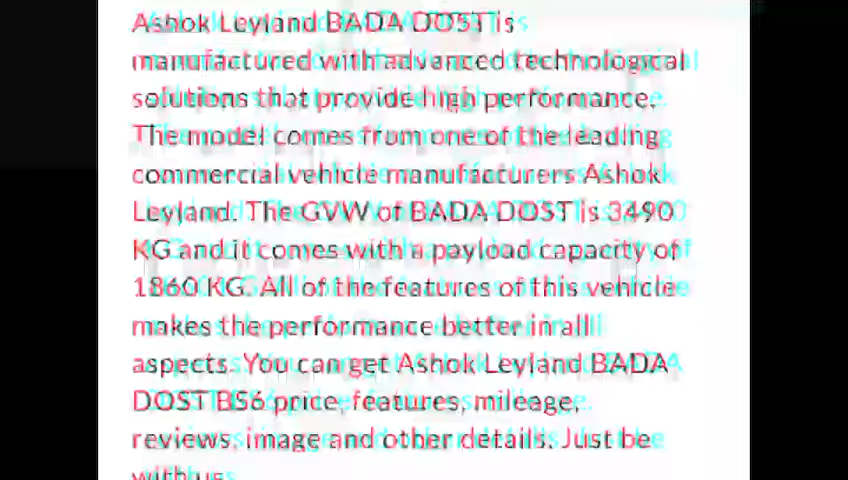 Ashok Leyland BADA DOST is
manufactured with advanced technological
solutions that provide high performance.
The model comes from one of the leading
commercial vehicle manufacturers Ashok
Leyland. The GVW of BADA DOST is 3490
KG and it comes with a payload capacity of
1860 KG. All of the features of this vehicle
makes the performance better in all
aspects. You can get Ashok Leyland BADA
DOST BS6 price, features, mileage,
reviews, image and other details. Just be
with us